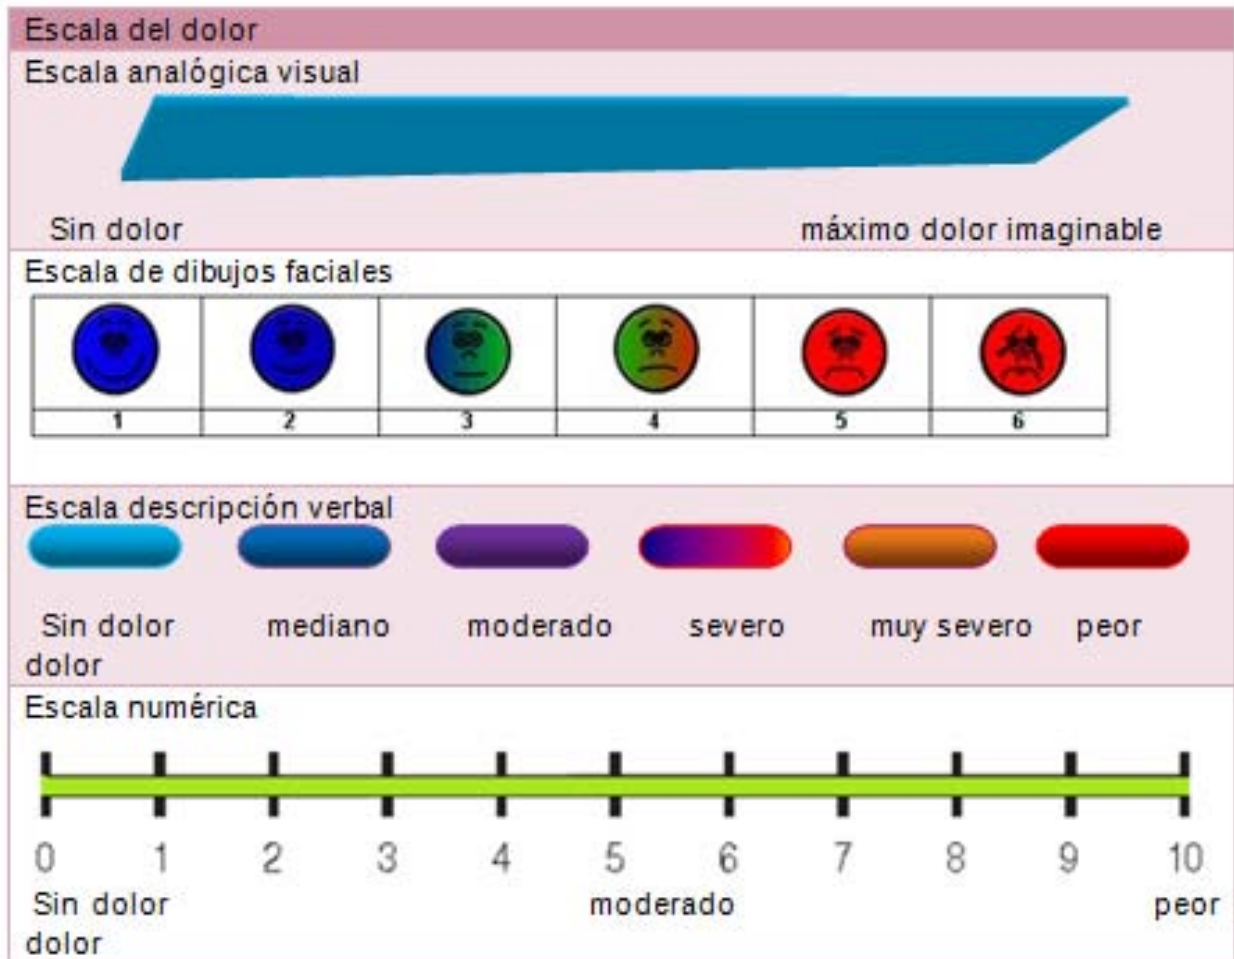 Escala del dolor
Escala analógica visual
Sin dolor máximo dolor imaginable
Escala de dibujos faciales
1 2 3 4 5 6
Escala descripción verbal
Sin dolor mediano moderado severo muy severo peor
dolor
Escala numérica
0 1 2 3 4 5 6 7 8 9 10
Sin dolor moderado peor
dolor